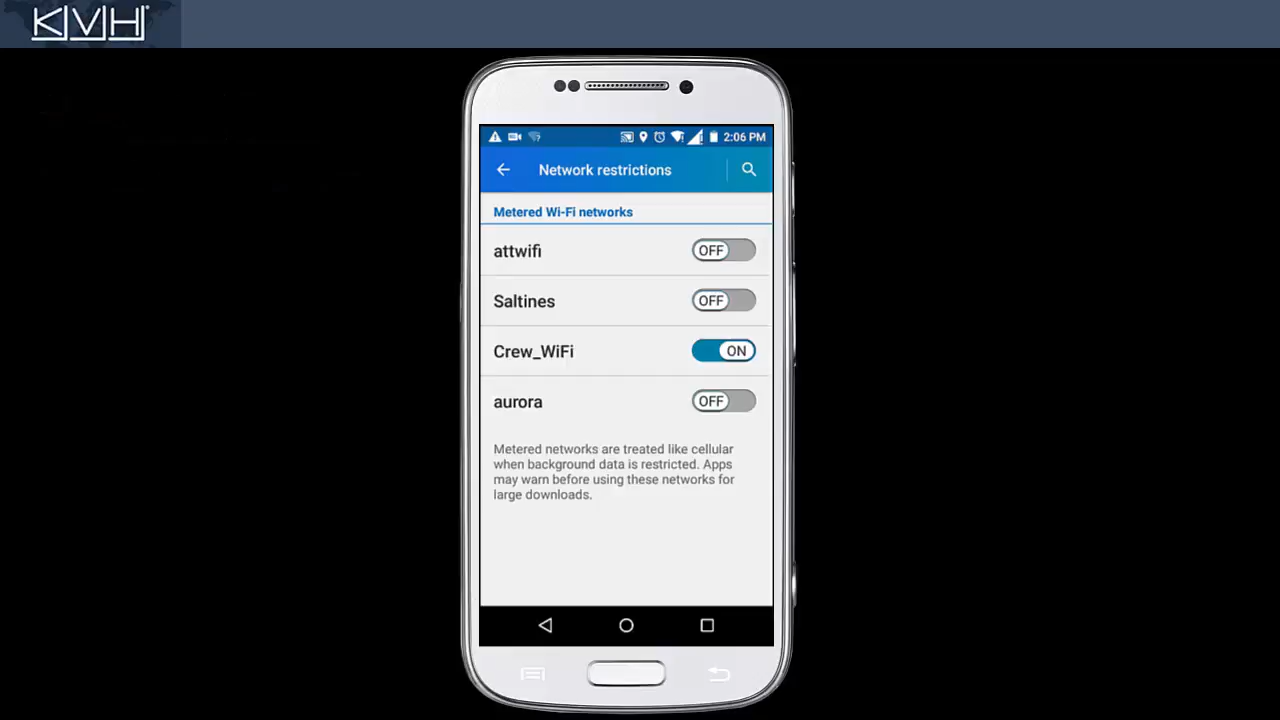 KVH
2:06 PM
Network restrictions
Metered Wi-Fi networks
attwifi OFF
Saltines OFF
Crew_WiFi ON
aurora OFF
Metered networks are treated like cellular
when background data is restricted. Apps
may warn before using these networks for
large downloads.